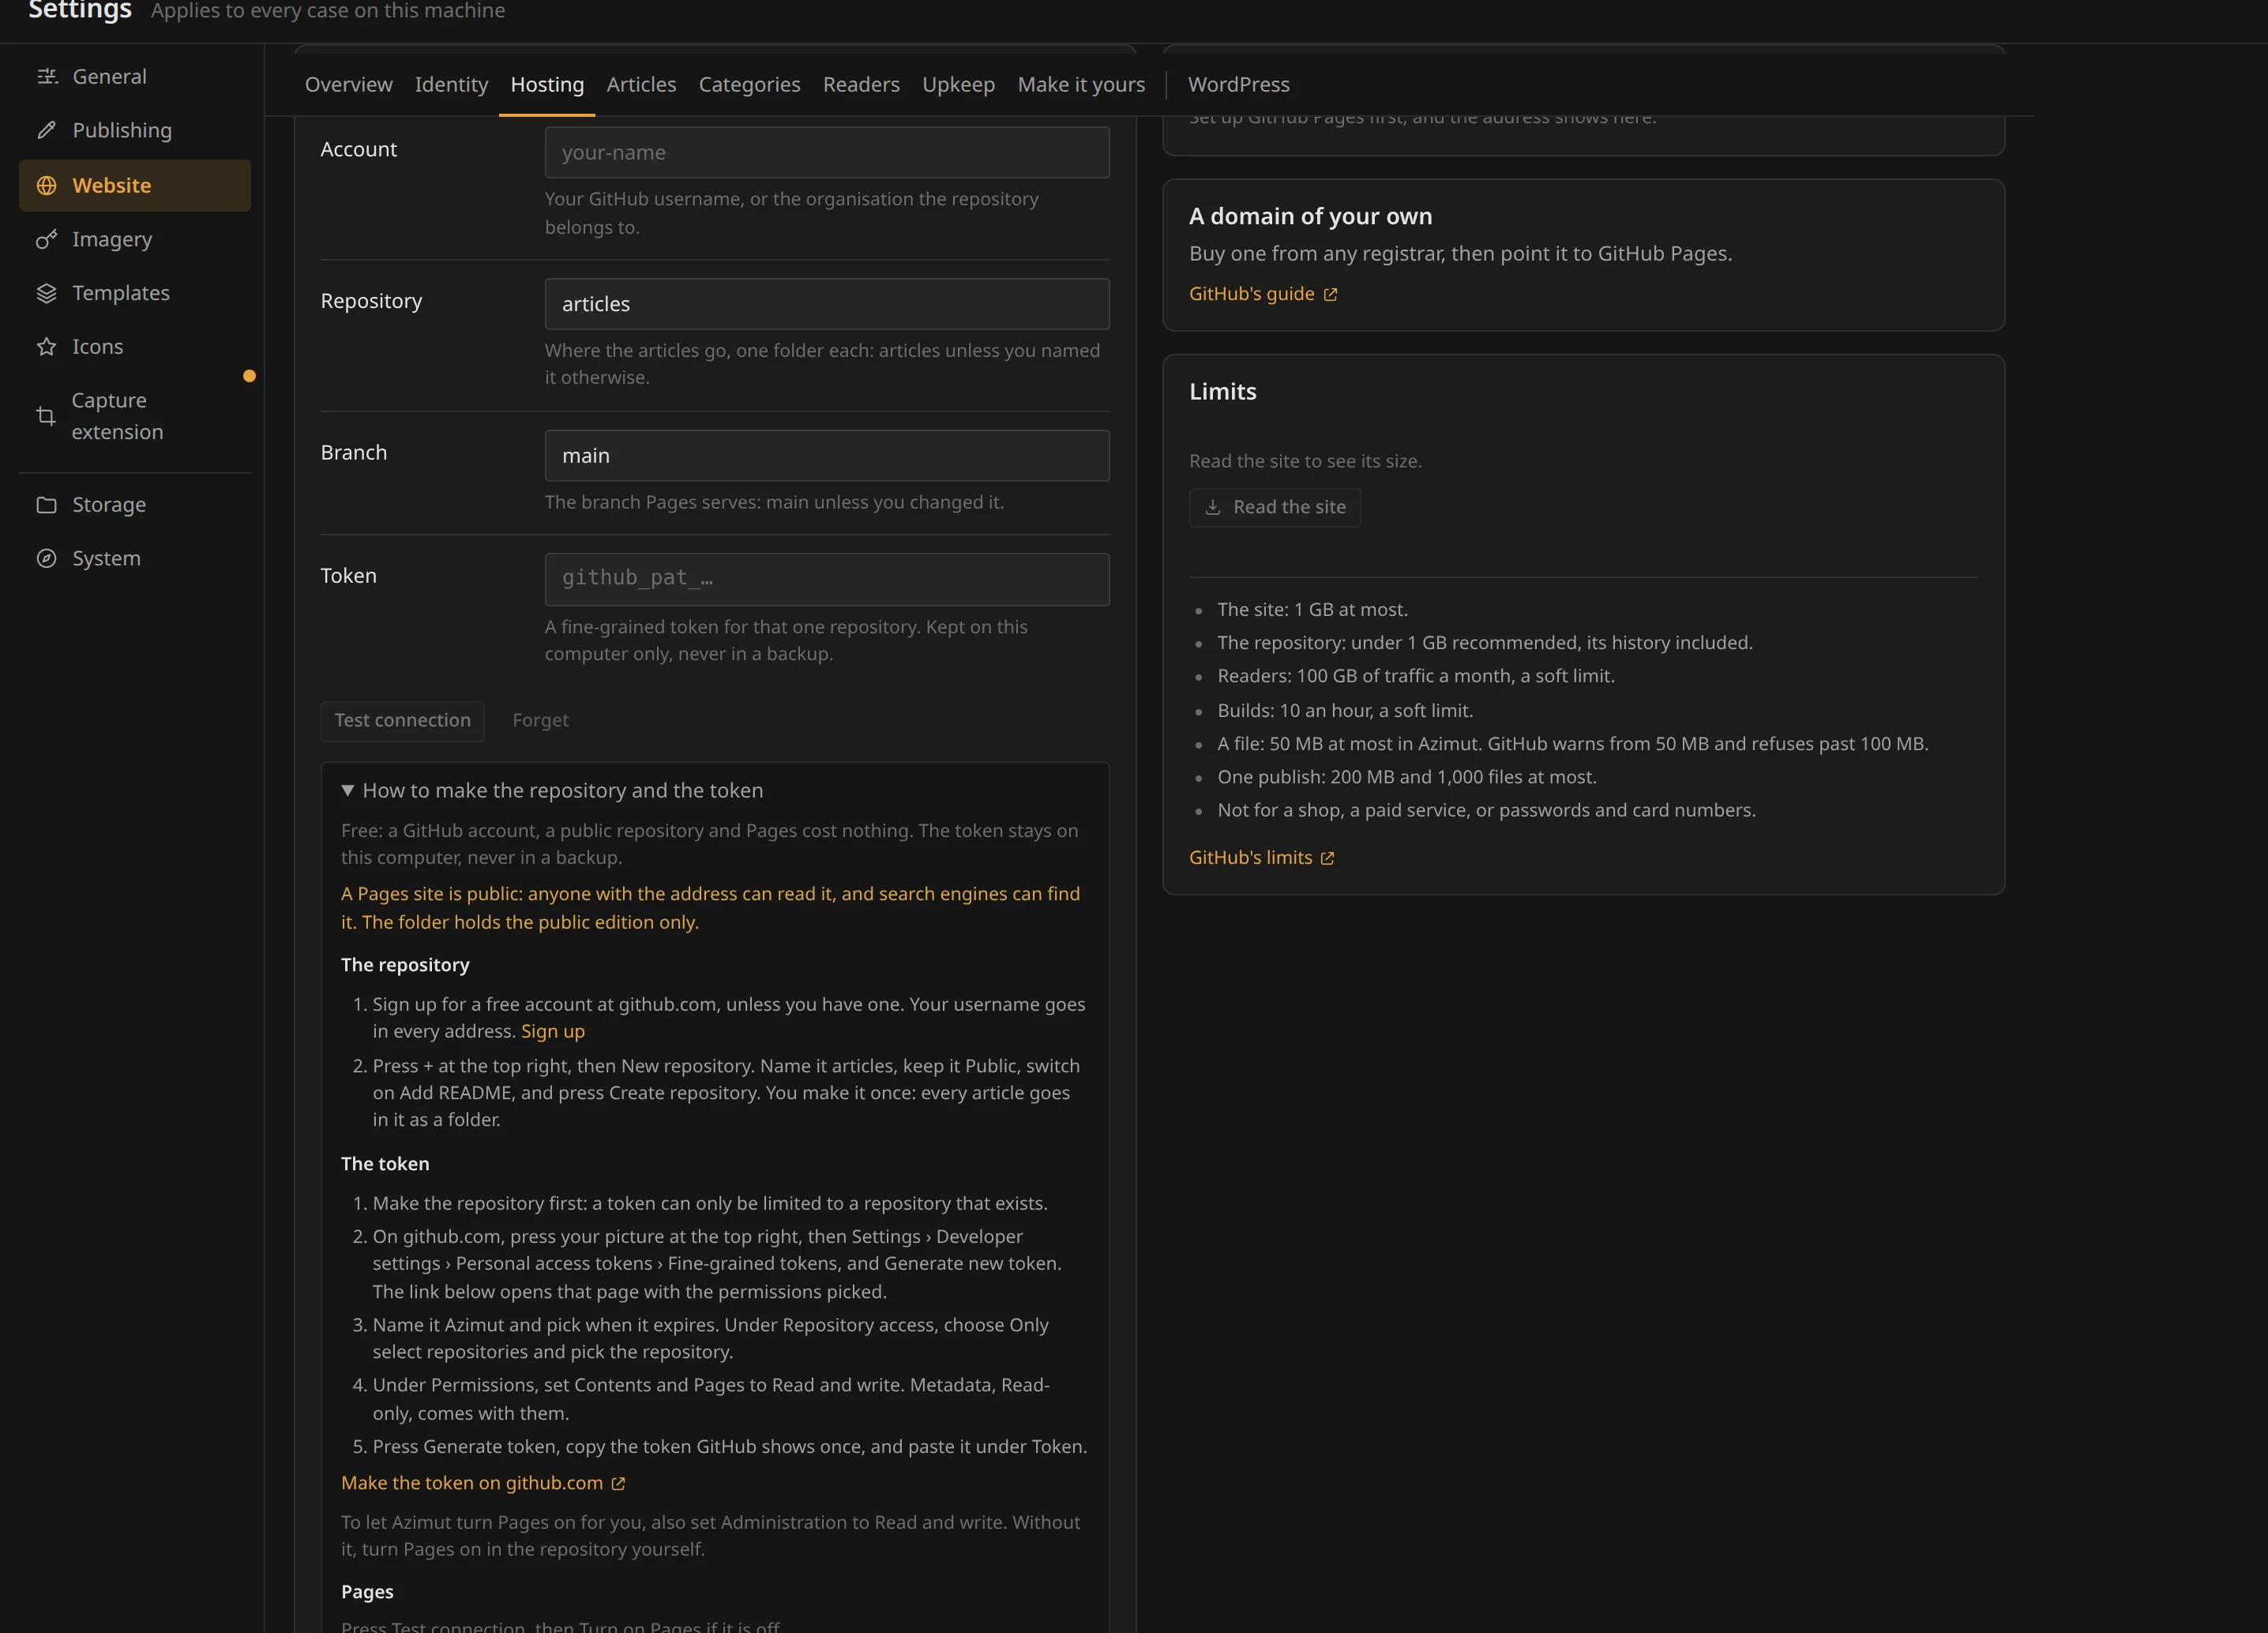 Settings Applies to every case on this machine
General
Publishing
Website
Imagery
Templates
Icons
Capture
extension
Storage
System
Overview Identity Hosting Articles Categories Readers Upkeep Make it yours WordPress
Account
your-name
Your GitHub username, or the organisation the repository
belongs to.
Repository
articles
Where the articles go, one folder each: articles unless you named
it otherwise.
Branch
main
The branch Pages serves: main unless you changed it.
Token
github_pat_…
A fine-grained token for that one repository. Kept on this
computer only, never in a backup.
Test connection Forget
▼ How to make the repository and the token
Free: a GitHub account, a public repository and Pages cost nothing. The token stays on
this computer, never in a backup.
A Pages site is public: anyone with the address can read it, and search engines can find
it. The folder holds the public edition only.
The repository
1. Sign up for a free account at github.com, unless you have one. Your username goes
in every address. Sign up
2. Press + at the top right, then New repository. Name it articles, keep it Public, switch
on Add README, and press Create repository. You make it once: every article goes
in it as a folder.
The token
1. Make the repository first: a token can only be limited to a repository that exists.
2. On github.com, press your picture at the top right, then Settings › Developer
settings › Personal access tokens › Fine-grained tokens, and Generate new token.
The link below opens that page with the permissions picked.
3. Name it Azimut and pick when it expires. Under Repository access, choose Only
select repositories and pick the repository.
4. Under Permissions, set Contents and Pages to Read and write. Metadata, Read-
only, comes with them.
5. Press Generate token, copy the token GitHub shows once, and paste it under Token.
Make the token on github.com
To let Azimut turn Pages on for you, also set Administration to Read and write. Without
it, turn Pages on in the repository yourself.
Pages
Press Test connection, then Turn on Pages if it is off.
Set up GitHub Pages first, and the address shows here.
A domain of your own
Buy one from any registrar, then point it to GitHub Pages.
GitHub's guide
Limits
Read the site to see its size.
Read the site
• The site: 1 GB at most.
• The repository: under 1 GB recommended, its history included.
• Readers: 100 GB of traffic a month, a soft limit.
• Builds: 10 an hour, a soft limit.
• A file: 50 MB at most in Azimut. GitHub warns from 50 MB and refuses past 100 MB.
• One publish: 200 MB and 1,000 files at most.
• Not for a shop, a paid service, or passwords and card numbers.
GitHub's limits